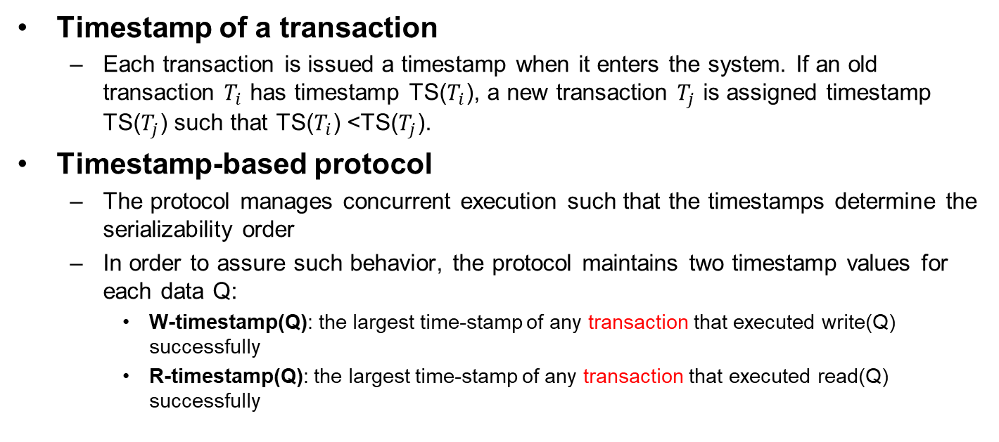 • Timestamp of a transaction
– Each transaction is issued a timestamp when it enters the system. If an old
transaction Tᵢ has timestamp TS(Tᵢ), a new transaction Tⱼ is assigned timestamp
TS(Tⱼ) such that TS(Tᵢ) <TS(Tⱼ).
• Timestamp-based protocol
– The protocol manages concurrent execution such that the timestamps determine the
serializability order
– In order to assure such behavior, the protocol maintains two timestamp values for
each data Q:
• W-timestamp(Q): the largest time-stamp of any transaction that executed write(Q)
successfully
• R-timestamp(Q): the largest time-stamp of any transaction that executed read(Q)
successfully